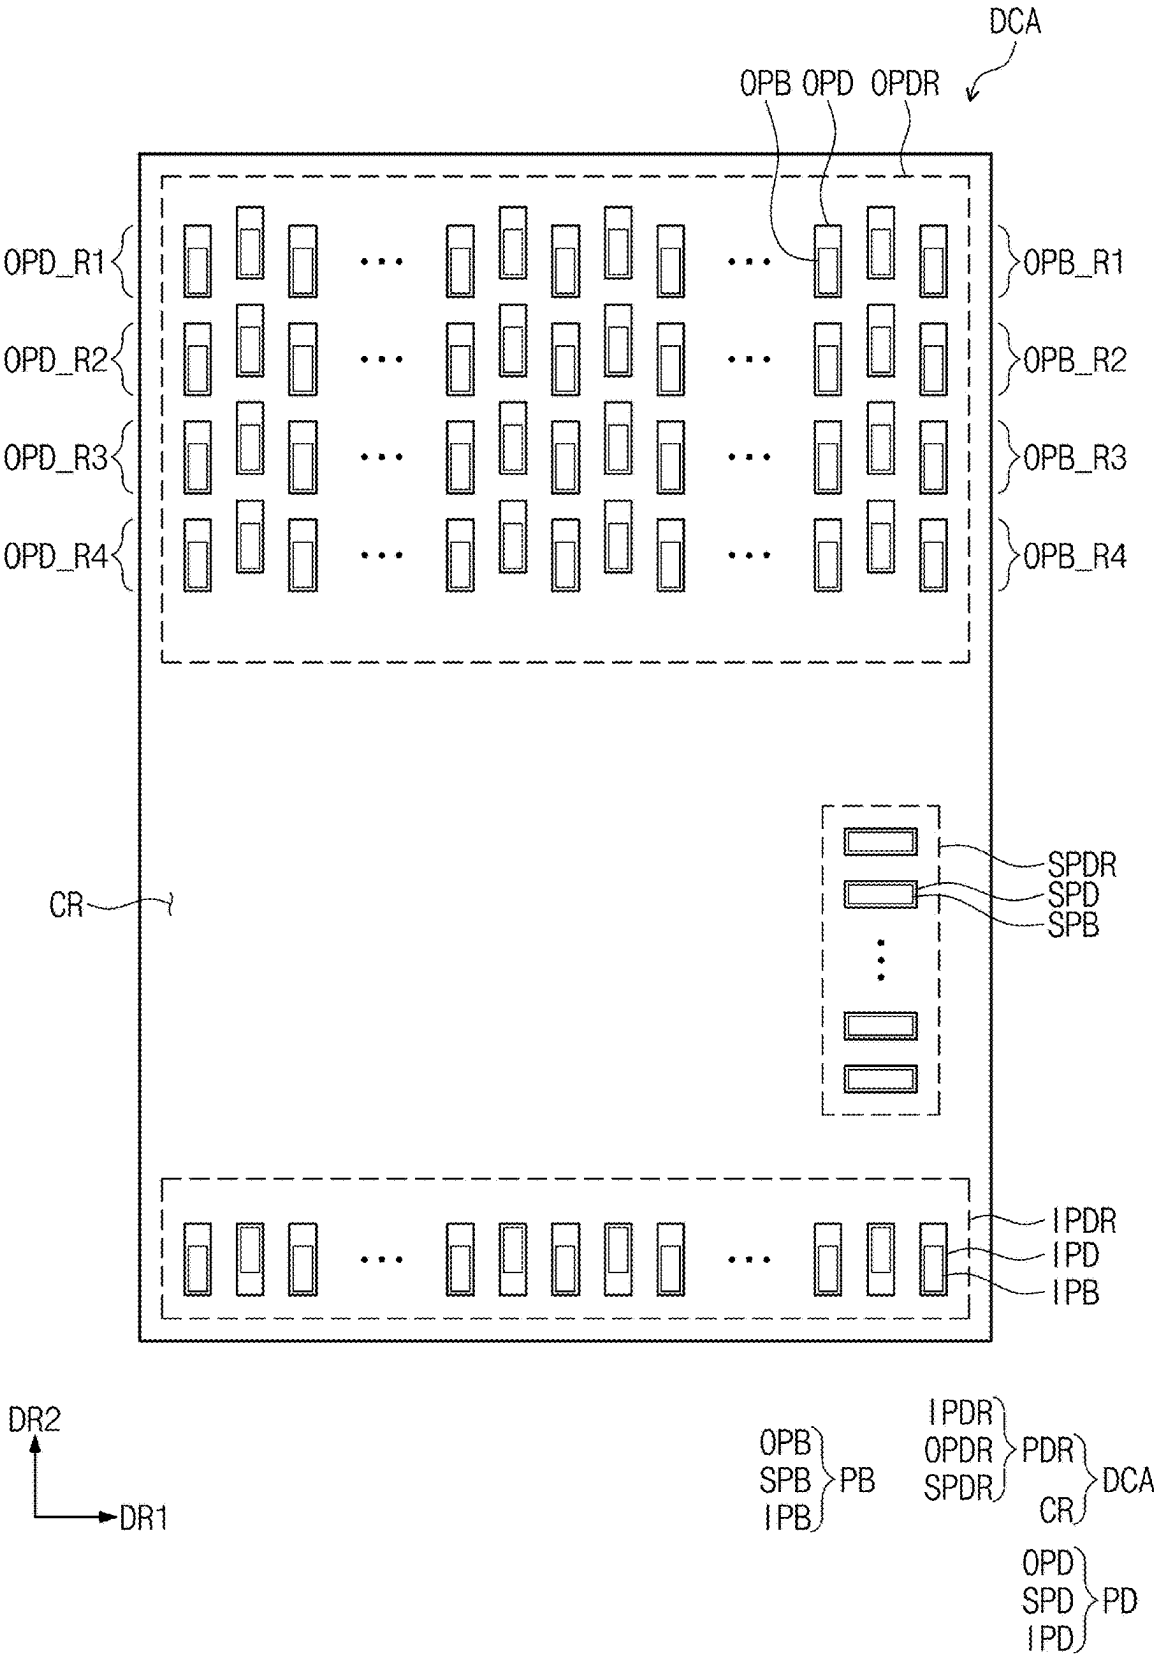 DCA
OPB OPD OPDR
OPD_R1 OPB_R1
OPD_R2 OPB_R2
OPD_R3 OPB_R3
OPD_R4 OPB_R4
SPDR
CR SPD
SPB
IPDR
IPD
IPB
DR2
DR1
OPB
SPB PB
IPB
IPDR
OPDR PDR
SPDR DCA
CR
OPD
SPD PD
IPD